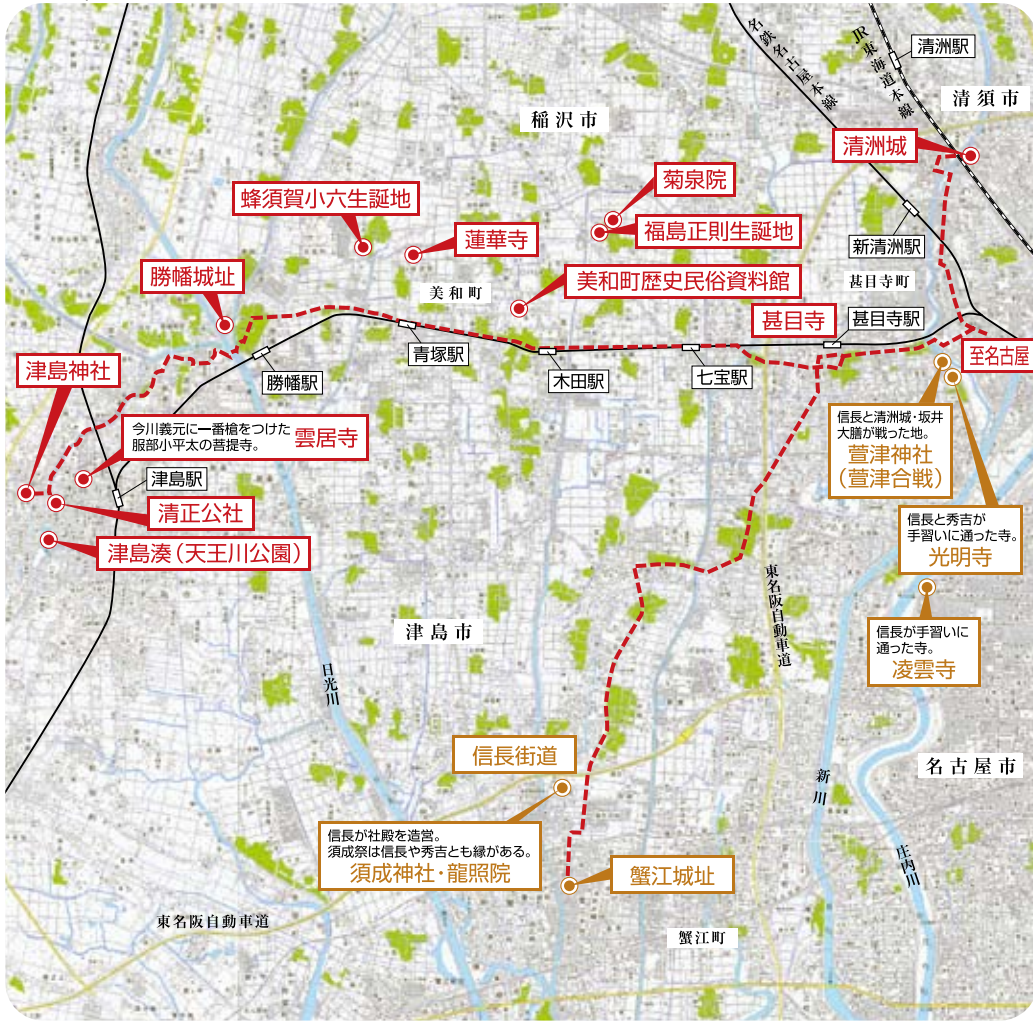 名鉄名古屋本線
JR東海道本線
清洲駅
清須市
稲沢市
清洲城
菊泉院
蜂須賀小六生誕地
福島正則生誕地
蓮華寺
新清洲駅
勝幡城址
美和町歴史民俗資料館
甚目寺町
美和町
甚目寺
甚目寺駅
青塚駅
至名古屋
津島神社
勝幡駅
木田駅
七宝駅
今川義元に一番槍をつけた
服部小平太の菩提寺。
雲居寺
信長と清洲城・坂井
大膳が戦った地。
萱津神社
(萱津合戦)
津島駅
清正公社
信長と秀吉が
手習いに通った寺。
光明寺
津島湊(天王川公園)
東名阪自動車道
津島市
信長が手習いに
通った寺。
凌雲寺
日光川
信長街道
名古屋市
新川
信長が社殿を造営。
須成祭は信長や秀吉とも縁がある。
須成神社・龍照院
蟹江城址
庄内川
東名阪自動車道
蟹江町